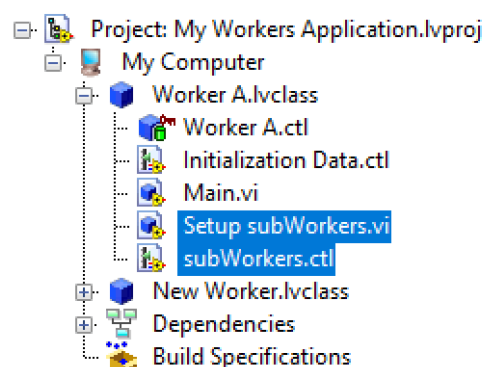 Project: My Workers Application.lvproj
My Computer
Worker A.lvclass
Worker A.ctl
Initialization Data.ctl
Main.vi
Setup subWorkers.vi
subWorkers.ctl
New Worker.lvclass
Dependencies
Build Specifications